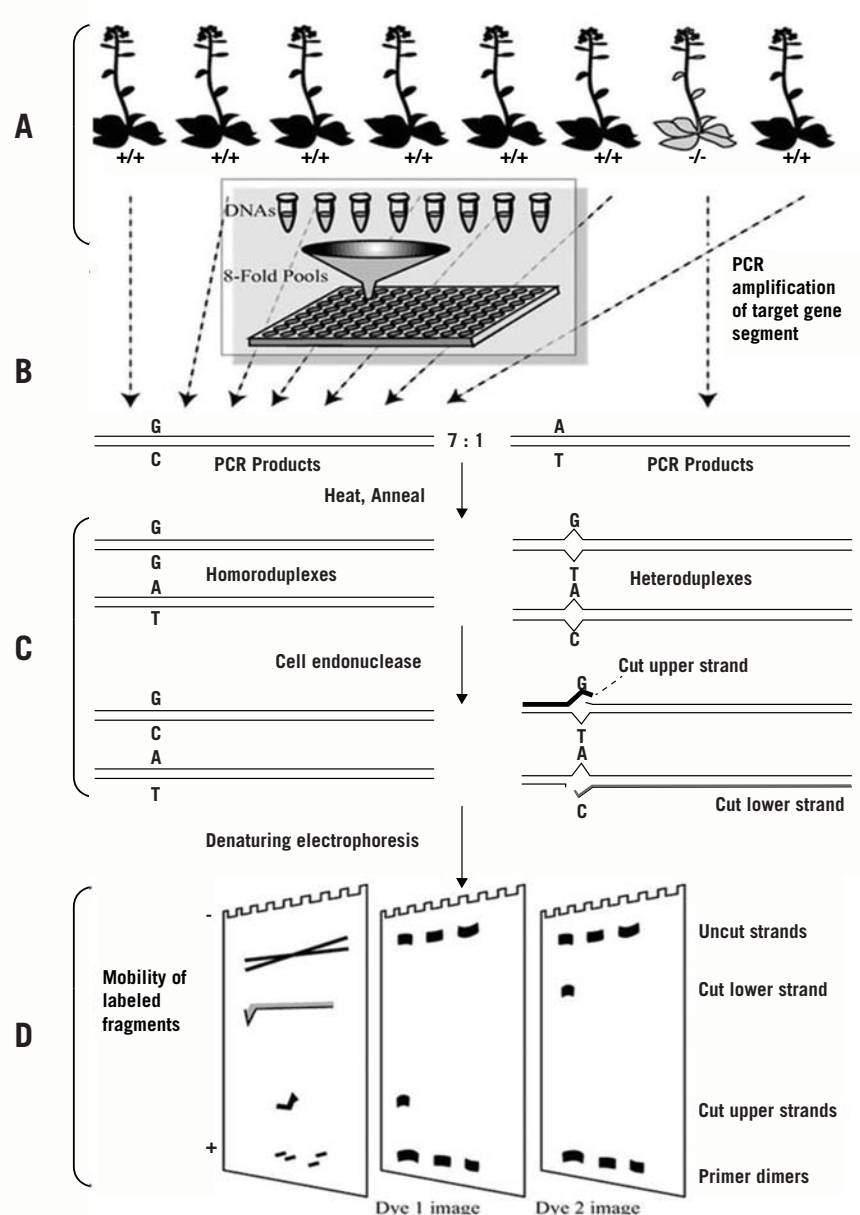 A
+/+ +/+ +/+ +/+ +/+ +/+ -/- +/+
DNAs
8-Fold Pools
PCR
amplification
of target gene
segment
B
G
C
PCR Products
7 : 1
A
T
PCR Products
Heat, Anneal
C
G
G
A
T
Homoroduplexes
G
T
A
C
Heteroduplexes
Cell endonuclease
Cut upper strand
G
C
A
T
G
T
A
C
Cut lower strand
Denaturing electrophoresis
D
Mobility of
labeled
fragments
-
+
Uncut strands
Cut lower strand
Cut upper strands
Primer dimers
Dye 1 image
Dye 2 image